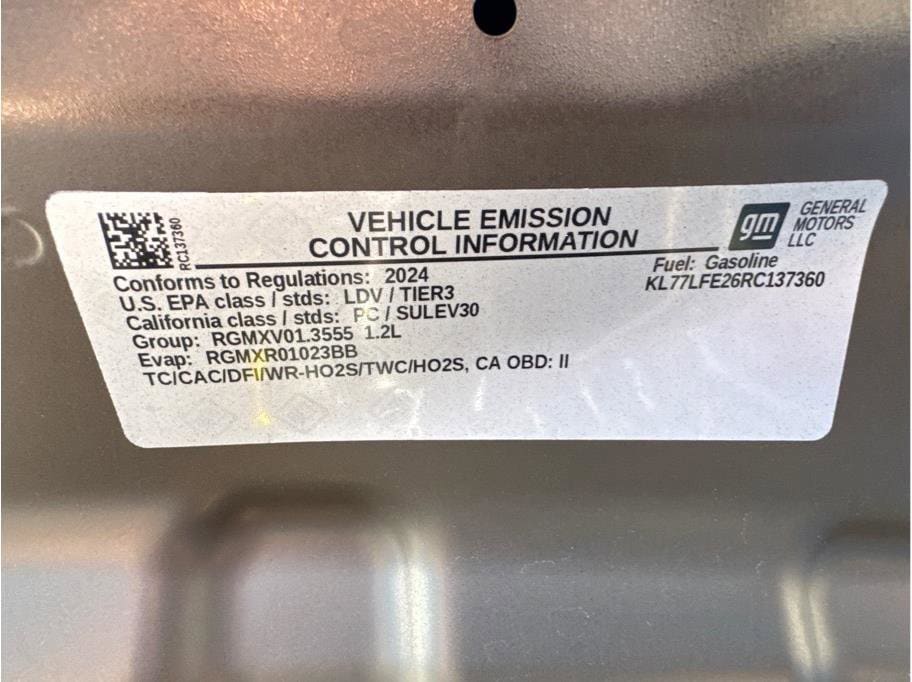 RC137360
VEHICLE EMISSION
CONTROL INFORMATION
gm
GENERAL
MOTORS
LLC
Conforms to Regulations: 2024
U.S. EPA class / stds: LDV / TIER3
California class / stds: PC / SULEV30
Group: RGMXV01.3555 1.2L
Evap: RGMXR01023BB
TC/CAC/DFI/WR-HO2S/TWC/HO2S, CA OBD: II
Fuel: Gasoline
KL77LFE26RC137360